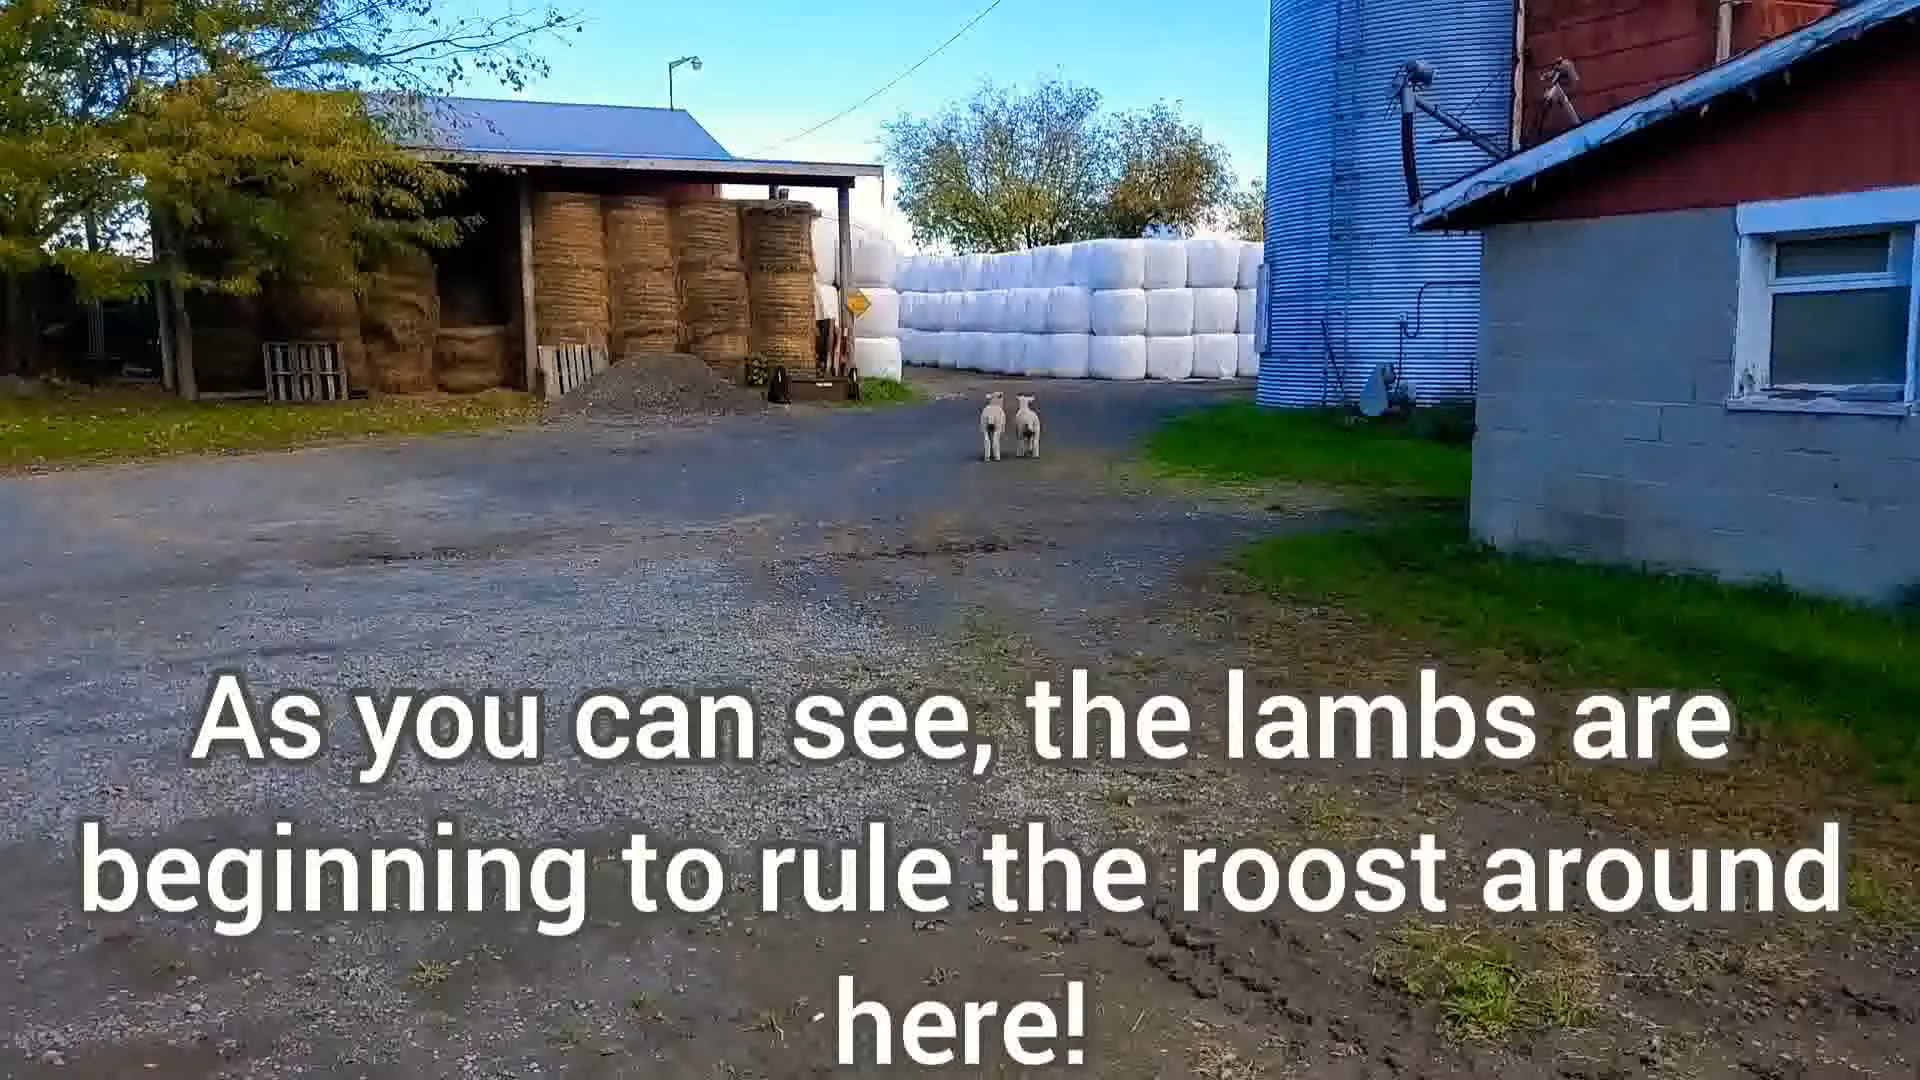 As you can see, the lambs are
beginning to rule the roost around
here!